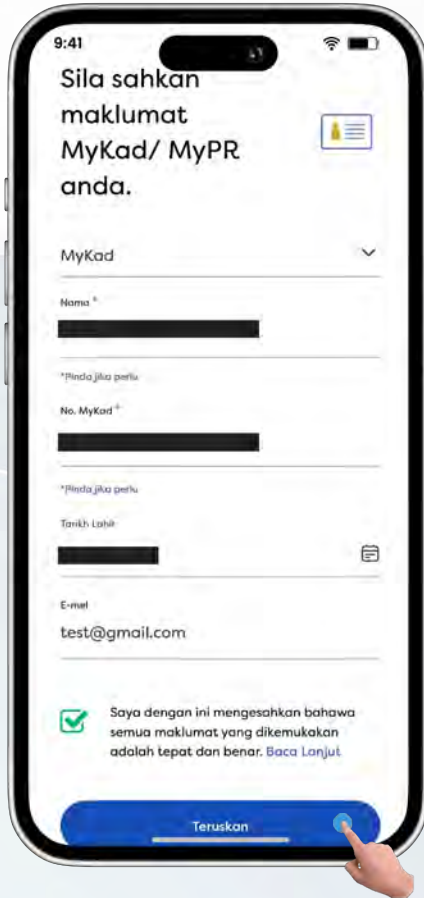 9:41
Sila sahkan
maklumat
MyKad/ MyPR
anda.
MyKad
Nama *
*Pinda jika perlu
No. MyKad *
*Pinda jika perlu
Tarikh Lahir
E-mel
test@gmail.com
Saya dengan ini mengesahkan bahawa
semua maklumat yang dikemukakan
adalah tepat dan benar. Baca Lanjut
Teruskan